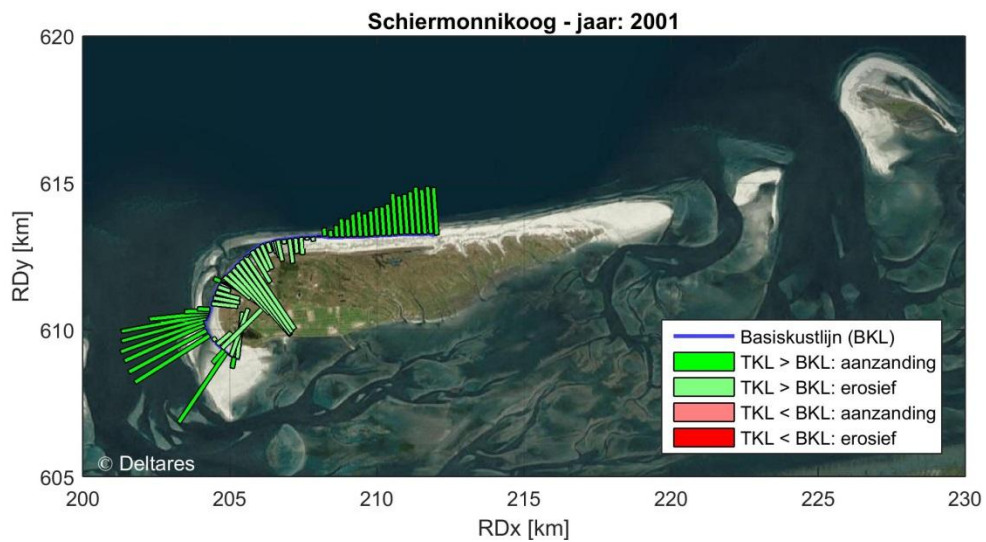 Schiermonnikoog - jaar: 2001
620
615
610
605
RDy [km]
Basiskustlijn (BKL)
TKL > BKL: aanzanding
TKL > BKL: erosief
TKL < BKL: aanzanding
TKL < BKL: erosief
© Deltares
200 205 210 215 220 225 230
RDx [km]